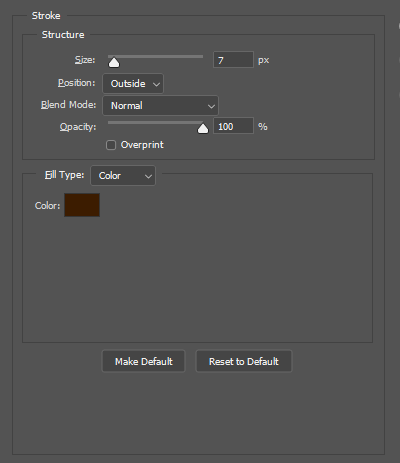 Stroke
Structure
Size: 7 px
Position: Outside
Blend Mode: Normal
Opacity: 100 %
Overprint
Fill Type: Color
Color:
Make Default Reset to Default